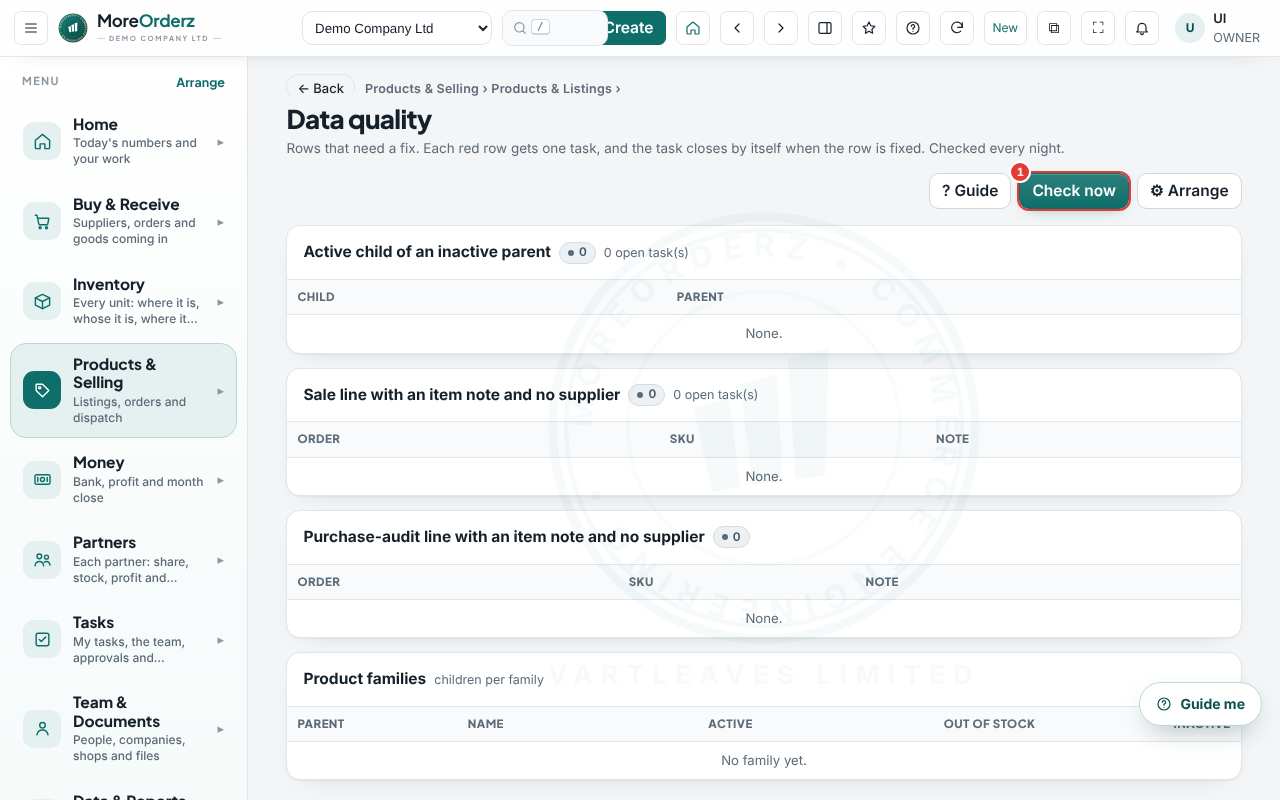 MoreOrderz
— DEMO COMPANY LTD —
Demo Company Ltd
/
Create
New
U
UI
OWNER
MENU
Arrange
Home
Today's numbers and
your work
Buy & Receive
Suppliers, orders and
goods coming in
Inventory
Every unit: where it is,
whose it is, where it...
Products &
Selling
Listings, orders and
dispatch
Money
Bank, profit and month
close
Partners
Each partner: share,
stock, profit and...
Tasks
My tasks, the team,
approvals and...
Team &
Documents
People, companies,
shops and files
Data & Reports
← Back
Products & Selling › Products & Listings ›
Data quality
Rows that need a fix. Each red row gets one task, and the task closes by itself when the row is fixed. Checked every night.
? Guide
1
Check now
⚙ Arrange
Active child of an inactive parent
0
0 open task(s)
CHILD
PARENT
None.
Sale line with an item note and no supplier
0
0 open task(s)
ORDER
SKU
NOTE
None.
Purchase-audit line with an item note and no supplier
0
ORDER
SKU
NOTE
None.
Product families
children per family
PARENT
NAME
ACTIVE
OUT OF STOCK
INACTIVE
No family yet.
Guide me
MOREORDERZ • COMMERCE ENGINEERING •
VARTLEAVES LIMITED